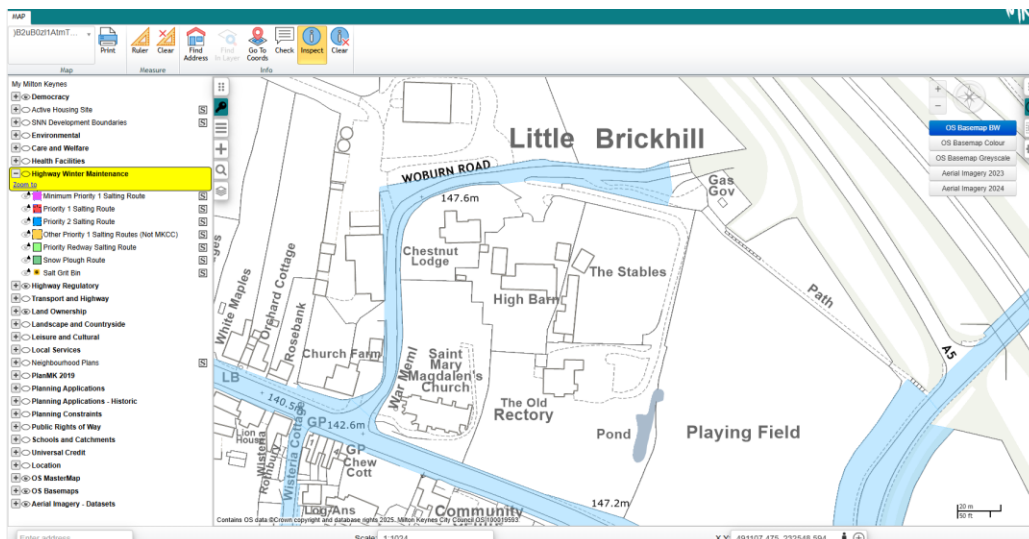 MAP
)B2uB0zl1AtmT...
Print
Ruler
Clear
Find Address
Find In Layer
Go To Coords
Check
Inspect
Clear
Map
Measure
Info
My Milton Keynes
Democracy
Active Housing Site
S
SNN Development Boundaries
S
Environmental
Care and Welfare
Health Facilities
Highway Winter Maintenance
Zoom to
Minimum Priority 1 Salting Route
S
Priority 1 Salting Route
S
Priority 2 Salting Route
S
Other Priority 1 Salting Routes (Not MKCC)
S
Priority Redway Salting Route
S
Snow Plough Route
S
Salt Grit Bin
S
Highway Regulatory
Transport and Highway
Land Ownership
Landscape and Countryside
Leisure and Cultural
Local Services
Neighbourhood Plans
S
PlanMK 2019
Planning Applications
Planning Applications - Historic
Planning Constraints
Public Rights of Way
Schools and Catchments
Universal Credit
Location
OS MasterMap
OS Basemaps
Aerial Imagery - Datasets
OS Basemap BW
OS Basemap Colour
OS Basemap Greyscale
Aerial Imagery 2023
Aerial Imagery 2024
Little Brickhill
WOBURN ROAD
147.6m
Gas
Gov
Chestnut
Lodge
The Stables
High Barn
Path
A5
White Maples
Orchard Cottage
Rosebank
Church Farm
War Meml
Saint
Mary
Magdalen's
Church
The Old
Rectory
Pond
Playing Field
LB
140.5m
GP
142.6m
GP
Chew
Cott
Lion
House
Wisteria
Rothbury
Wisteria Cottage
Log-Ans
Community
147.2m
Contains OS data ©Crown copyright and database rights 2025. Milton Keynes City Council OS(100019593
20 m
50 ft
Enter address
Scale: 1:1024
X,Y: 491107.475, 232548.594